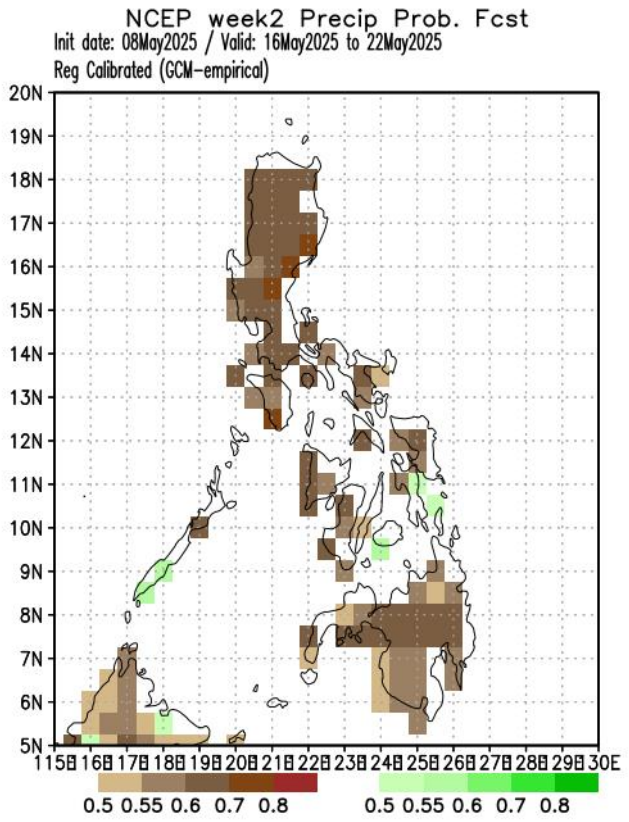 NCEP week2 Precip Prob. Fcst
Init date: 08May2025 / Valid: 16May2025 to 22May2025
Reg Calibrated (GCM-empirical)
20N
19N
18N
17N
16N
15N
14N
13N
12N
11N
10N
9N
8N
7N
6N
5N
115E 116E 117E 118E 119E 120E 121E 122E 123E 124E 125E 126E 127E 128E 129E 130E
0.5 0.55 0.6 0.7 0.8 0.5 0.55 0.6 0.7 0.8